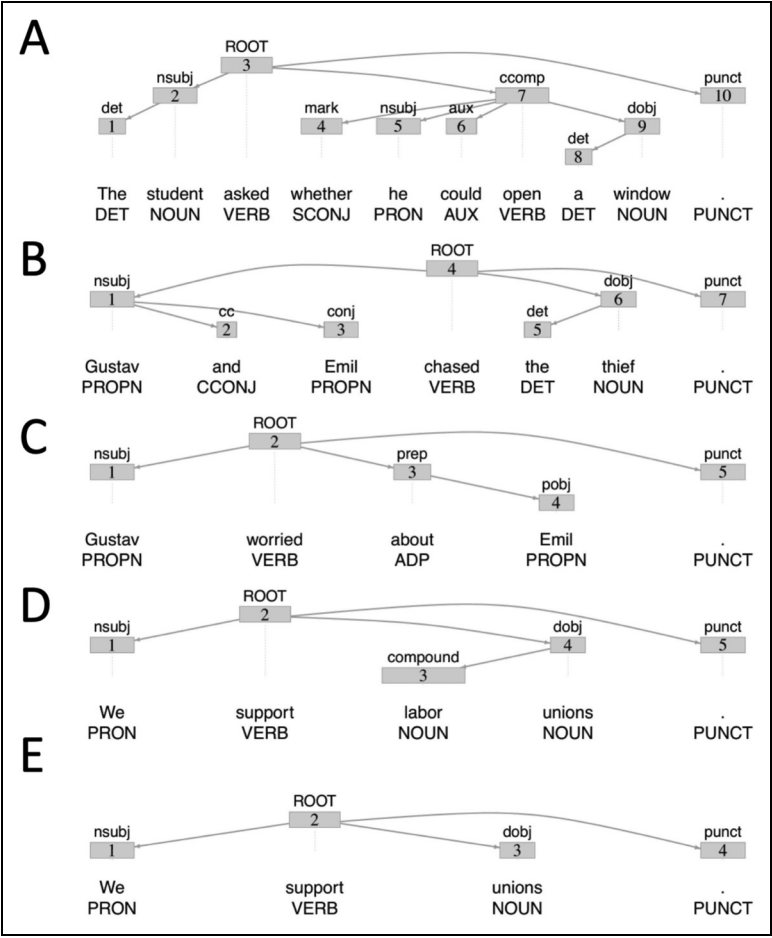 A
ROOT
3
nsubj ccomp punct
2 7 10
det mark nsubj aux dobj
1 4 5 6 9
det
8
The student asked whether he could open a window .
DET NOUN VERB SCONJ PRON AUX VERB DET NOUN PUNCT
B
ROOT
4
nsubj dobj punct
1 6 7
cc conj det
2 3 5
Gustav and Emil chased the thief .
PROPN CCONJ PROPN VERB DET NOUN PUNCT
C
ROOT
2
nsubj prep punct
1 3 5
pobj
4
Gustav worried about Emil .
PROPN VERB ADP PROPN PUNCT
D
ROOT
2
nsubj dobj punct
1 4 5
compound
3
We support labor unions .
PRON VERB NOUN NOUN PUNCT
E
ROOT
2
nsubj dobj punct
1 3 4
We support unions .
PRON VERB NOUN PUNCT